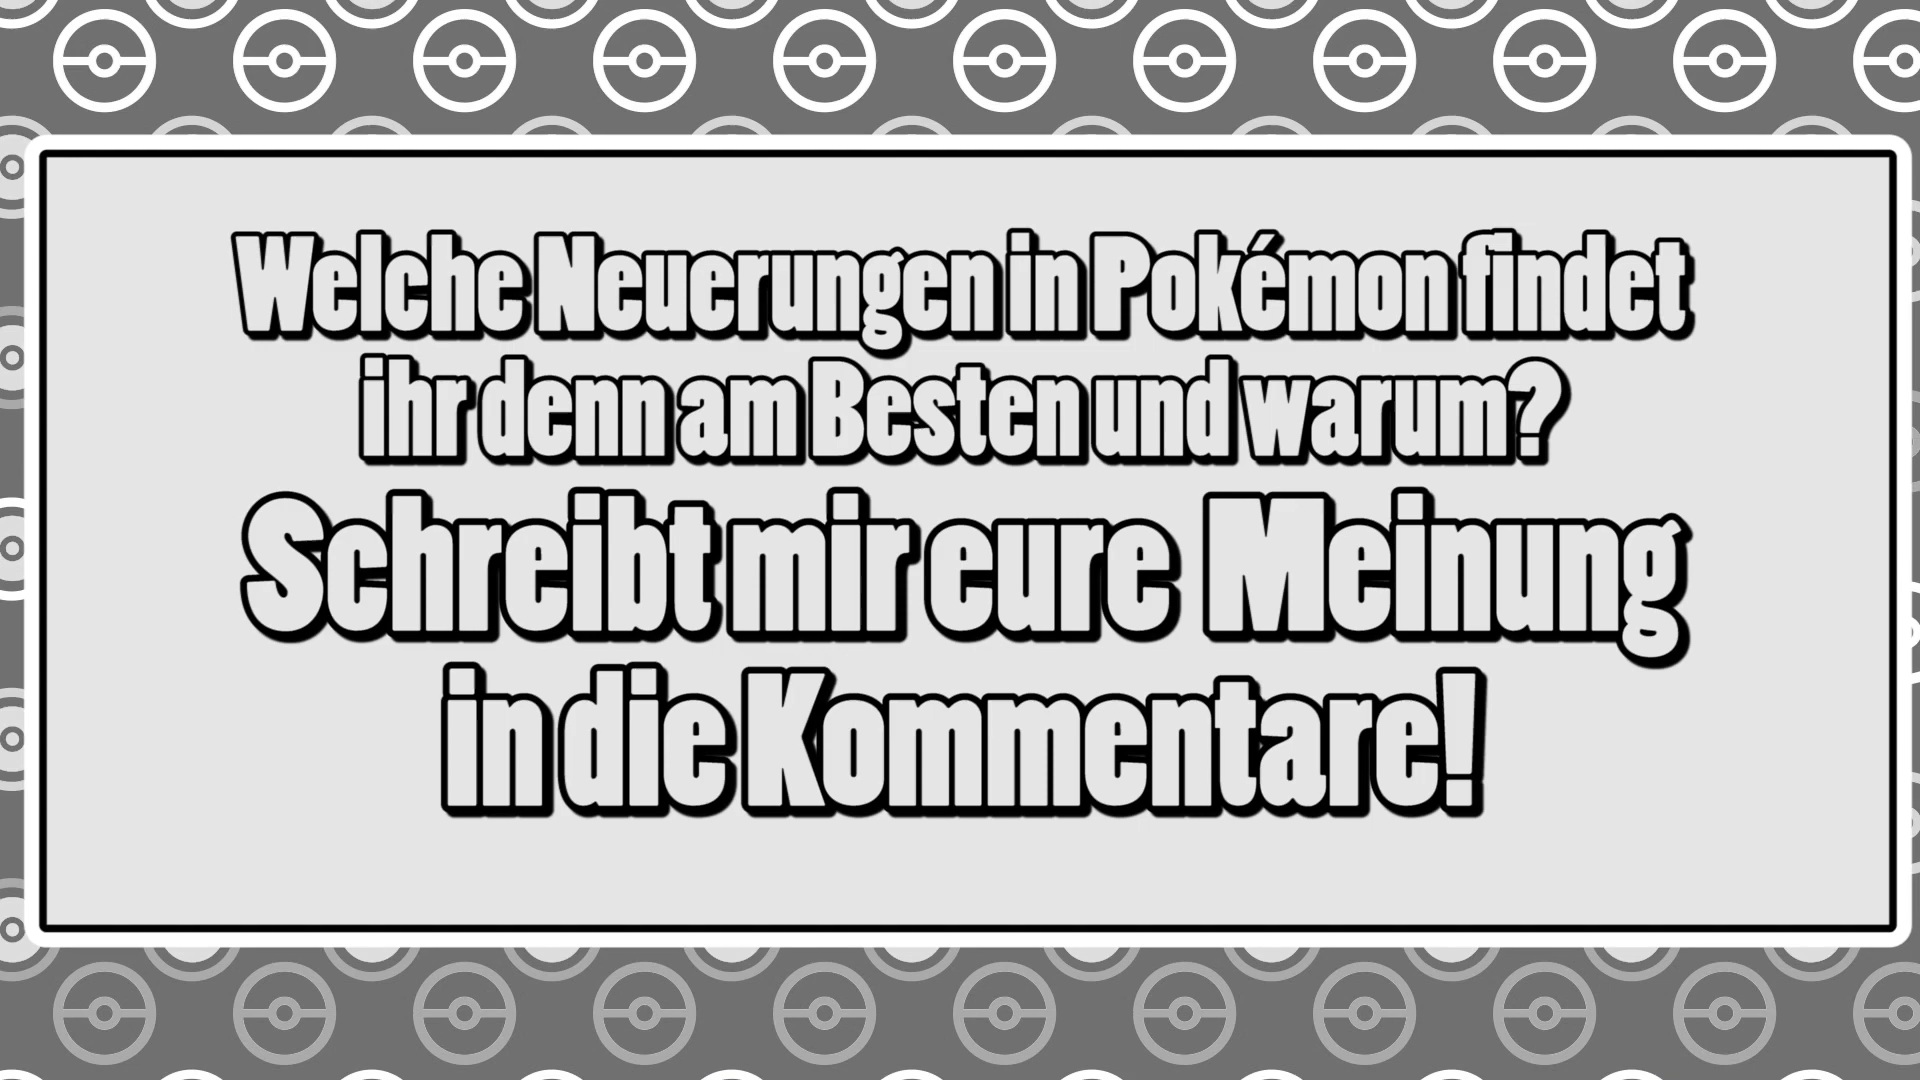 Welche Neuerungen in Pokémon findet
ihr denn am Besten und warum?
Schreibt mir eure Meinung
in die Kommentare!